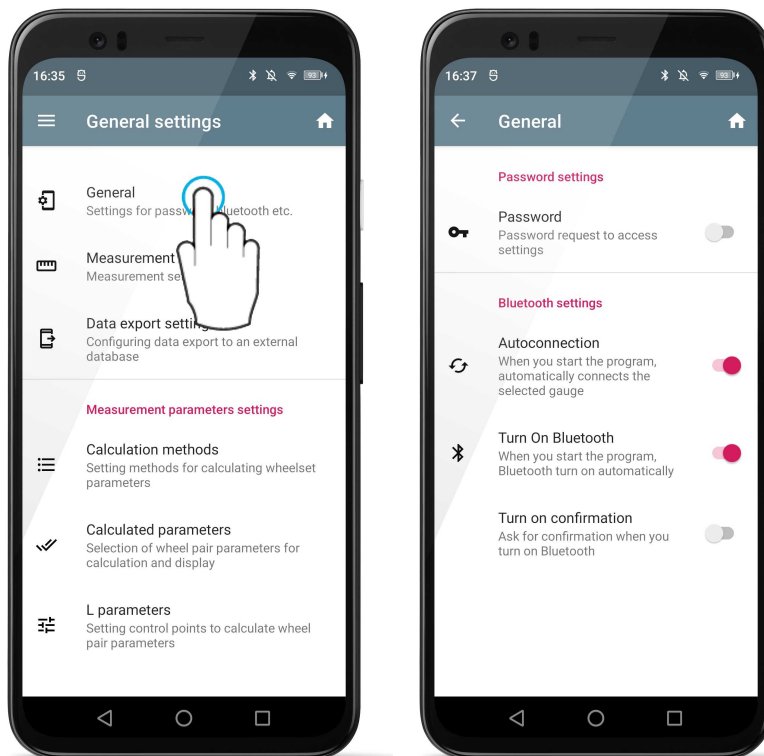 16:35
93
General settings
General
Settings for passw luetooth etc.
Measurement
Measurement se
Data export settin
Configuring data export to an external
database
Measurement parameters settings
Calculation methods
Setting methods for calculating wheelset
parameters
Calculated parameters
Selection of wheel pair parameters for
calculation and display
L parameters
Setting control points to calculate wheel
pair parameters
16:37
93
General
Password settings
Password
Password request to access
settings
Bluetooth settings
Autoconnection
When you start the program,
automatically connects the
selected gauge
Turn On Bluetooth
When you start the program,
Bluetooth turn on automatically
Turn on confirmation
Ask for confirmation when you
turn on Bluetooth